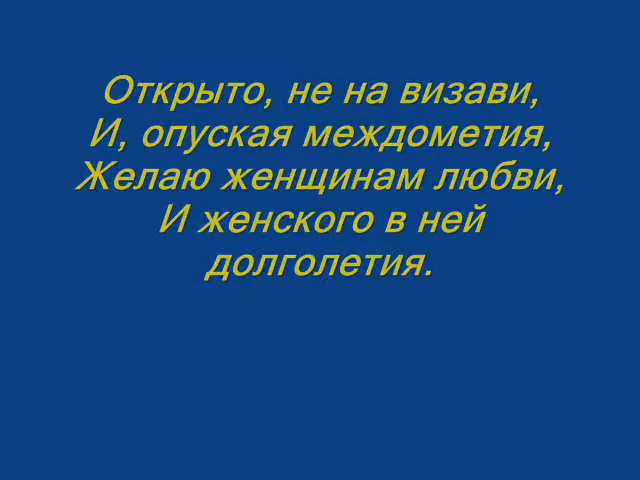 Открыто, не на визави,
И, опуская междометия,
Желаю женщинам любви,
И женского в ней
долголетия.